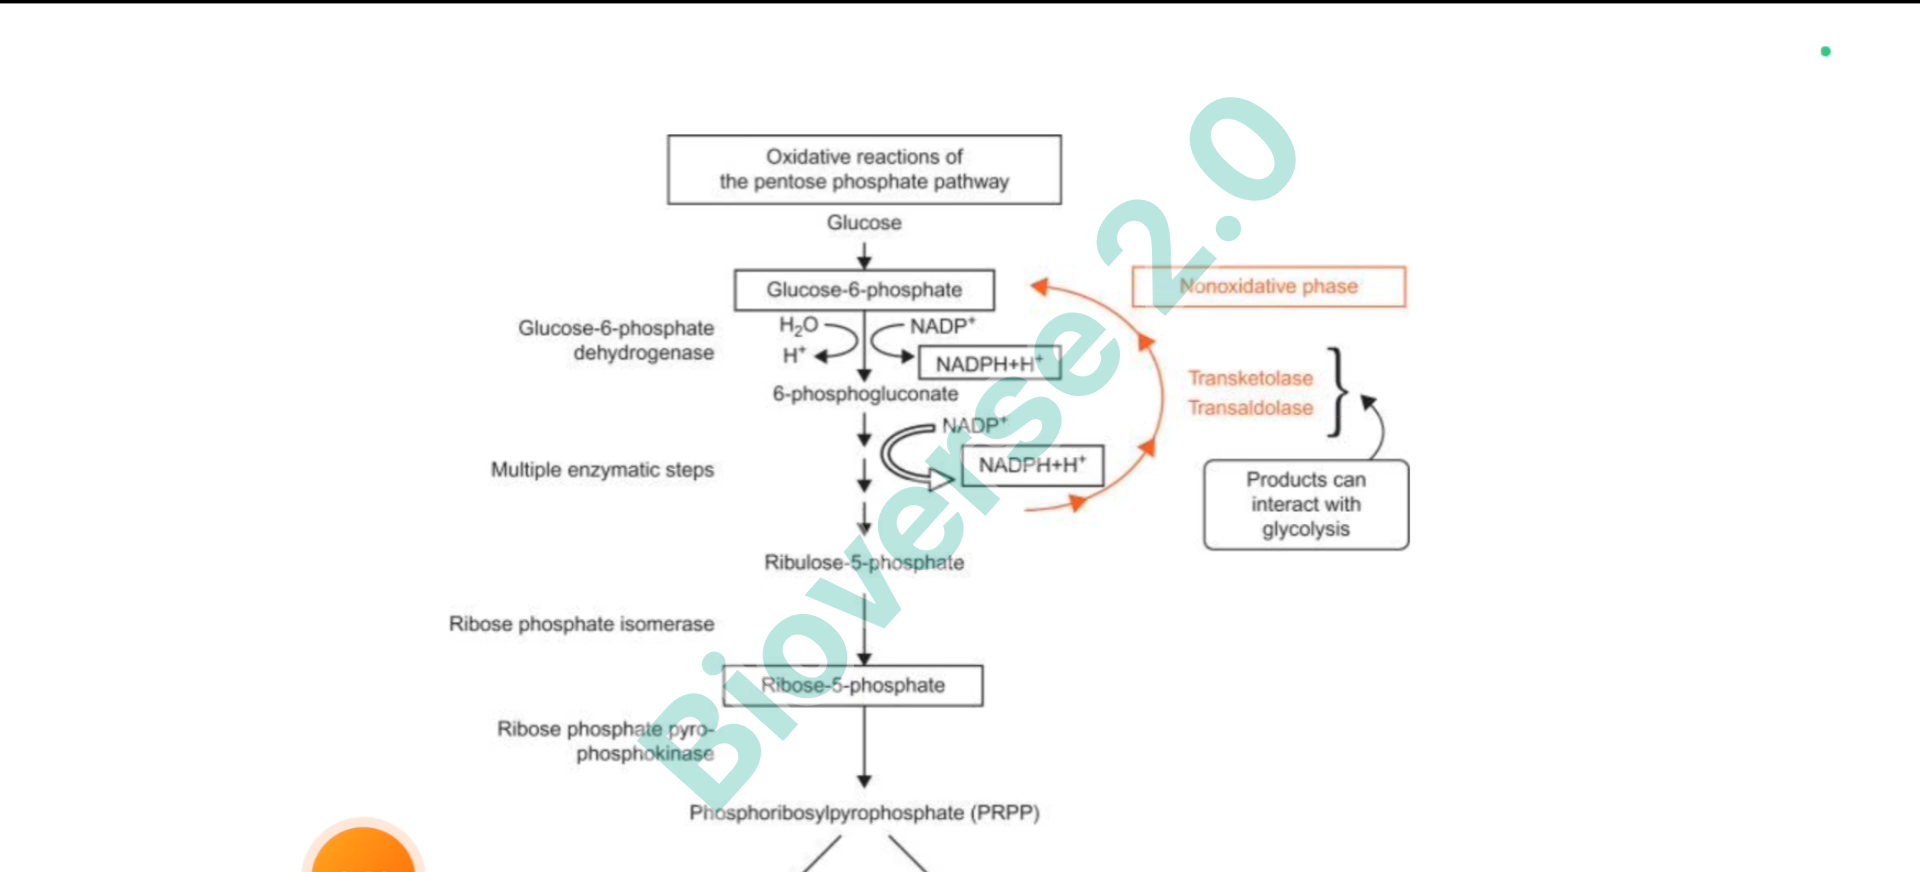 Oxidative reactions of
the pentose phosphate pathway
Glucose
Glucose-6-phosphate
Nonoxidative phase
Glucose-6-phosphate
dehydrogenase
H₂O
NADP⁺
H⁺
NADPH+H⁺
6-phosphogluconate
Transketolase
Transaldolase
NADP⁺
NADPH+H⁺
Multiple enzymatic steps
Products can
interact with
glycolysis
Ribulose-5-phosphate
Ribose phosphate isomerase
Ribose-5-phosphate
Ribose phosphate pyro-
phosphokinase
Phosphoribosylpyrophosphate (PRPP)
Bioverse 2.0